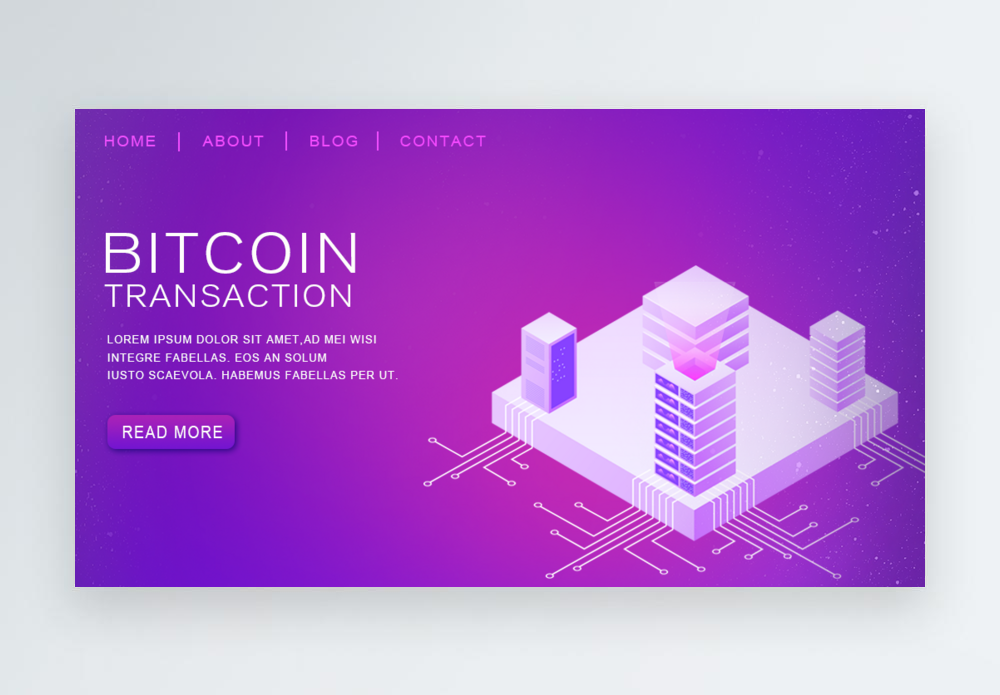 HOME | ABOUT | BLOG | CONTACT
BITCOIN
TRANSACTION
LOREM IPSUM DOLOR SIT AMET,AD MEI WISI
INTEGRE FABELLAS. EOS AN SOLUM
IUSTO SCAEVOLA. HABEMUS FABELLAS PER UT.
READ MORE